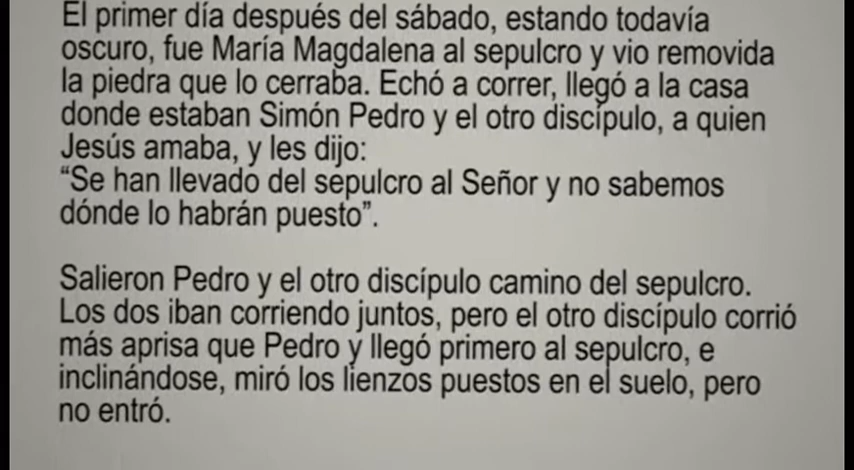 El primer día después del sábado, estando todavía
oscuro, fue María Magdalena al sepulcro y vio removida
la piedra que lo cerraba. Echó a correr, llegó a la casa
donde estaban Simón Pedro y el otro discípulo, a quien
Jesús amaba, y les dijo:
“Se han llevado del sepulcro al Señor y no sabemos
dónde lo habrán puesto”.
Salieron Pedro y el otro discípulo camino del sepulcro.
Los dos iban corriendo juntos, pero el otro discípulo corrió
más aprisa que Pedro y llegó primero al sepulcro, e
inclinándose, miró los lienzos puestos en el suelo, pero
no entró.